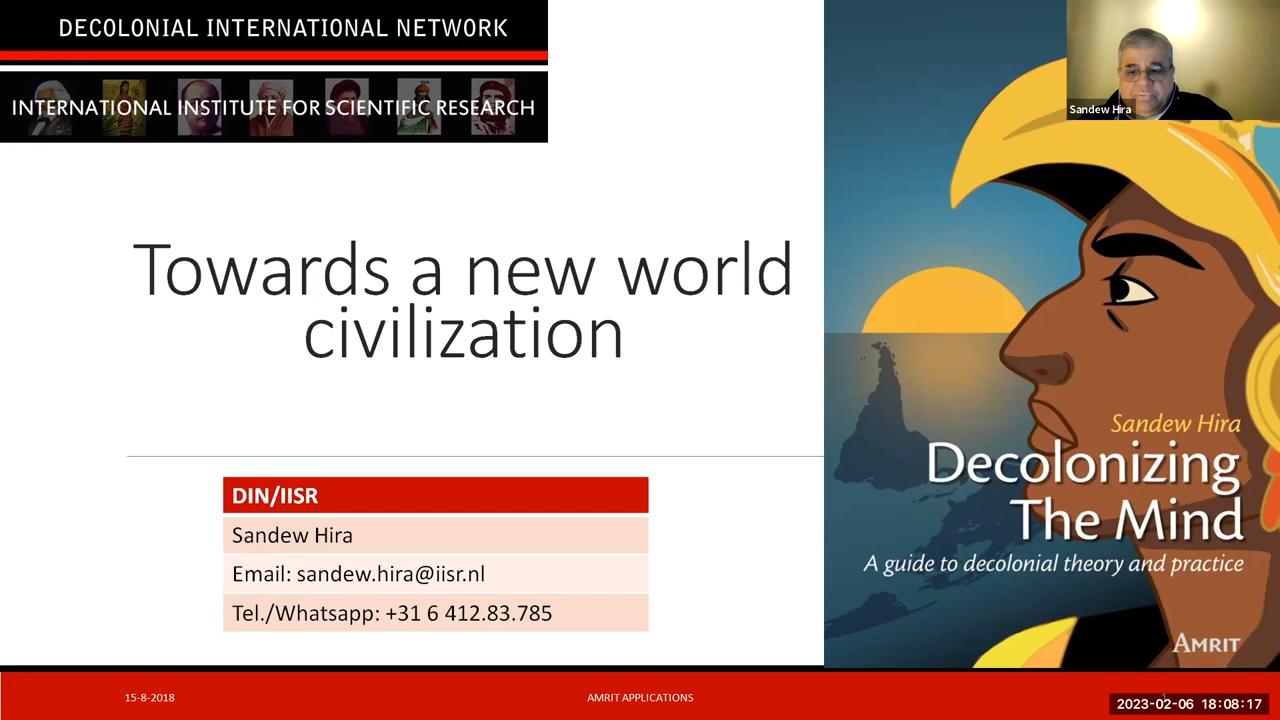 DECOLONIAL INTERNATIONAL NETWORK
INTERNATIONAL INSTITUTE FOR SCIENTIFIC RESEARCH
Sandew Hira
Towards a new world
civilization
DIN/IISR
Sandew Hira
Email: sandew.hira@iisr.nl
Tel./Whatsapp: +31 6 412.83.785
Sandew Hira
Decolonizing
The Mind
A guide to decolonial theory and practice
AMRIT
15-8-2018
AMRIT APPLICATIONS
2023-02-06 18:08:17